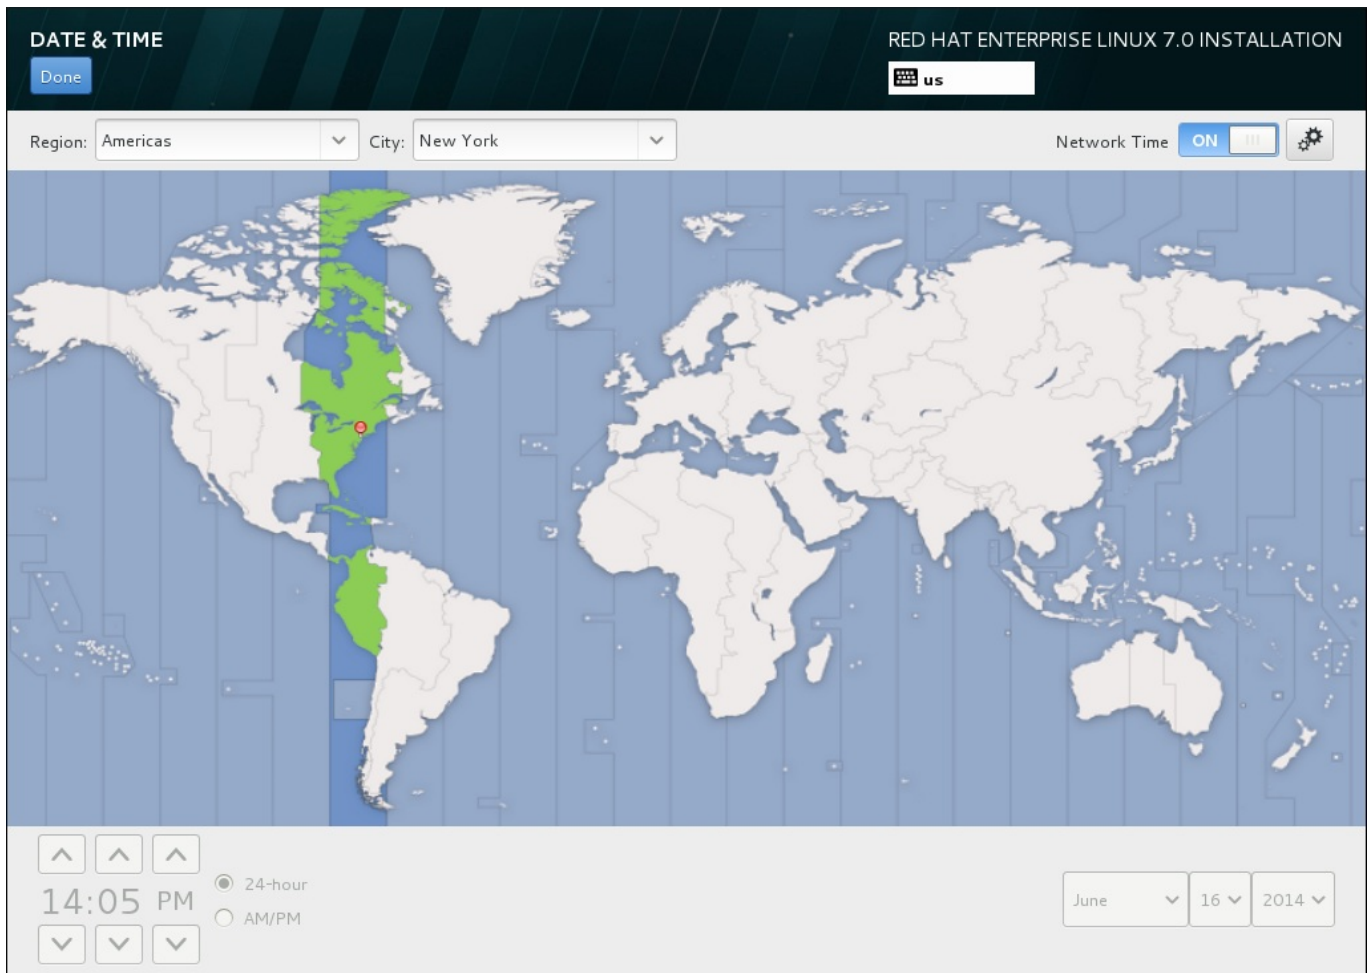 DATE & TIME
RED HAT ENTERPRISE LINUX 7.0 INSTALLATION
Done
us
Region: Americas City: New York Network Time ON
14:05 PM
24-hour
AM/PM
June 16 2014